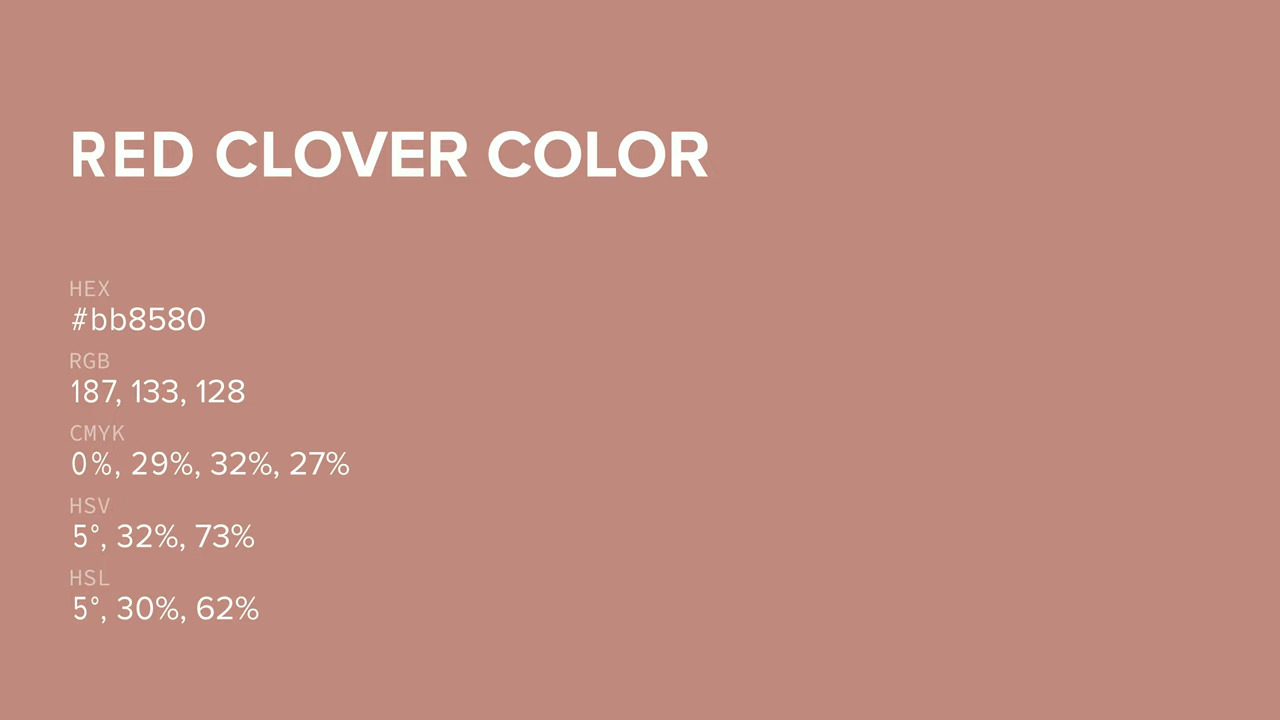 RED CLOVER COLOR
HEX
#bb8580
RGB
187, 133, 128
CMYK
0%, 29%, 32%, 27%
HSV
5°, 32%, 73%
HSL
5°, 30%, 62%